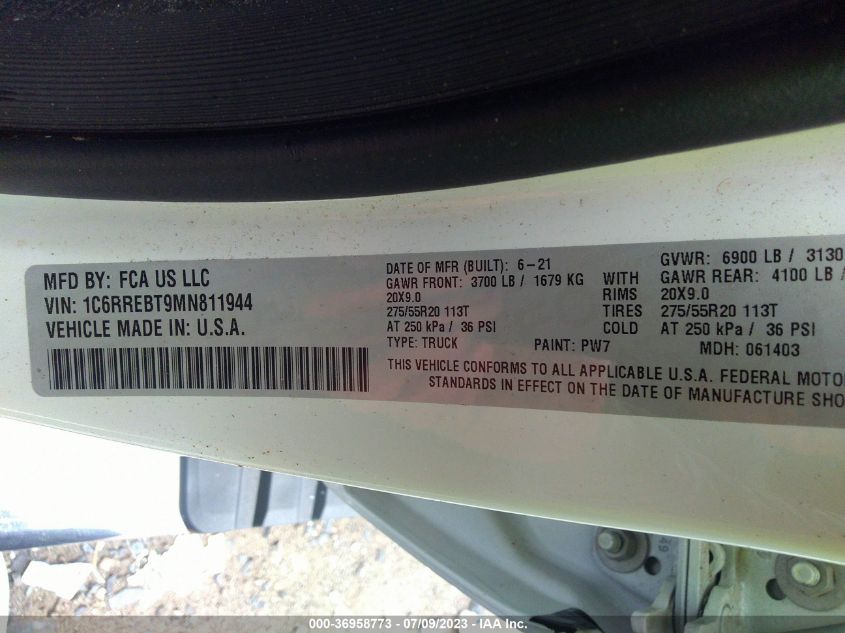 MFD BY: FCA US LLC
VIN: 1C6RREBT9MN811944
VEHICLE MADE IN: U.S.A.
DATE OF MFR (BUILT): 6-21
GAWR FRONT: 3700 LB / 1679 KG WITH
20X9.0 RIMS
275/55R20 113T TIRES
AT 250 kPa / 36 PSI COLD
TYPE: TRUCK PAINT: PW7
GVWR: 6900 LB / 3130
GAWR REAR: 4100 LB /
20X9.0
275/55R20 113T
AT 250 kPa / 36 PSI
MDH: 061403
THIS VEHICLE CONFORMS TO ALL APPLICABLE U.S.A. FEDERAL MOTO
STANDARDS IN EFFECT ON THE DATE OF MANUFACTURE SHO
000-36958773 - 07/09/2023 - IAA Inc.